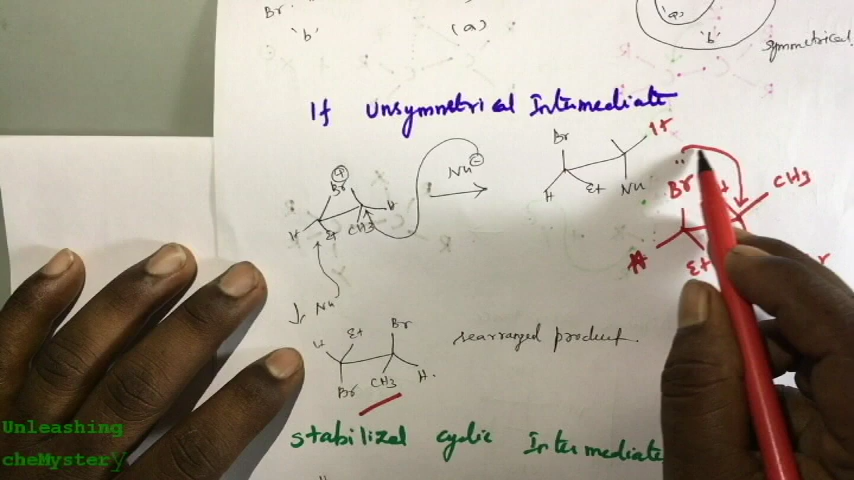 Br
'b'
(a)
'a'
'b'
symmetrical
If Unsymmetrical Intermediate
Br
H
H
Et
Nu
Br
⊕
H
Et
CH3
H
Nu⊖
Br
CH3
H
Et
Nu
H
Et
Br
Br
CH3
H.
rearranged product.
stabilized cyclic Intermediate
Unleashing
cheMystery